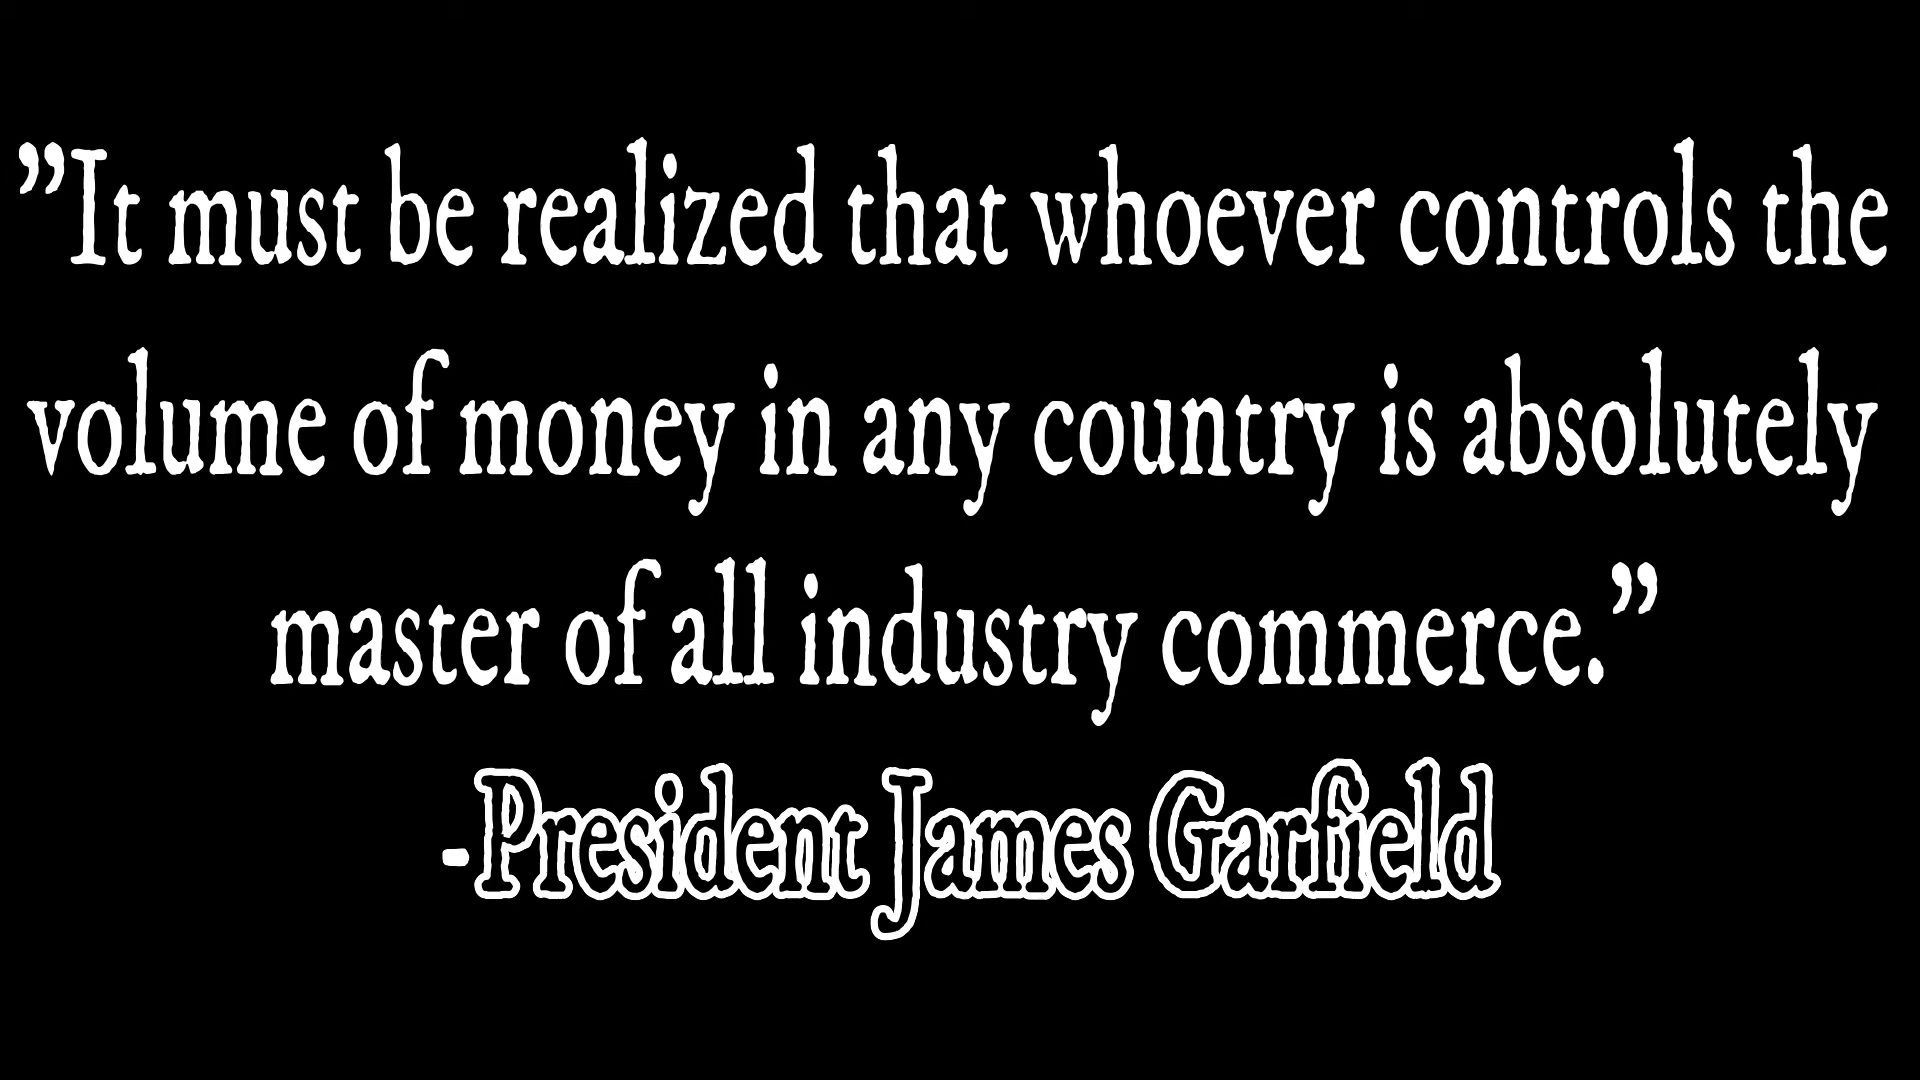 ”It must be realized that whoever controls the
volume of money in any country is absolutely
master of all industry commerce.”
-President James Garfield